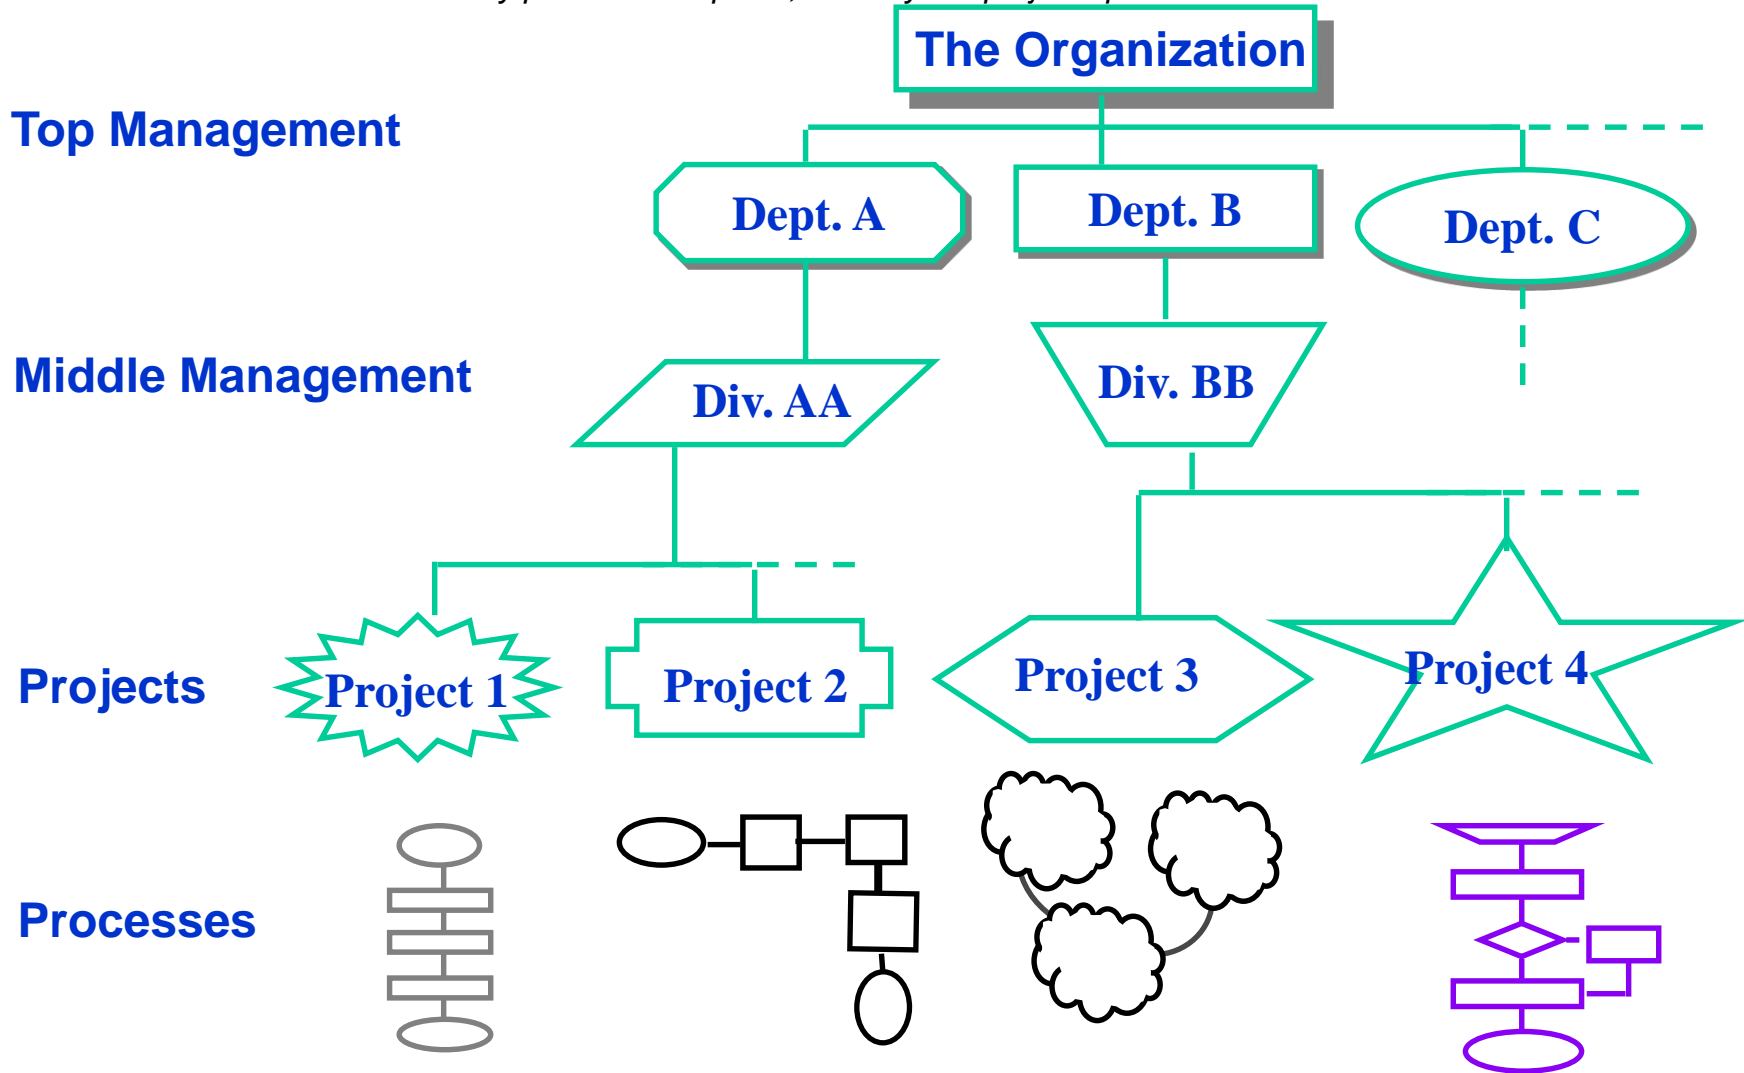 The Organization
Top Management
Dept. A
Dept. B
Dept. C
Middle Management
Div. AA
Div. BB
Projects
Project 1
Project 2
Project 3
Project 4
Processes